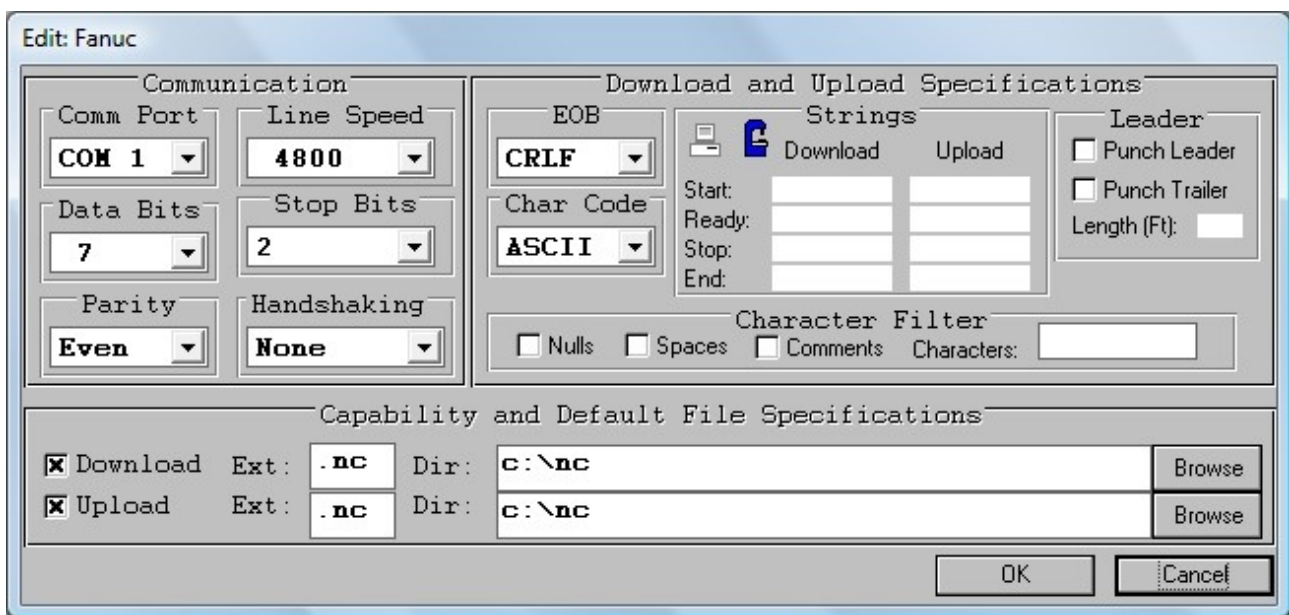 Edit: Fanuc
Communication
Comm Port
COM 1
Line Speed
4800
Data Bits
7
Stop Bits
2
Parity
Even
Handshaking
None
Download and Upload Specifications
EOB
CRLF
Char Code
ASCII
Strings
Download Upload
Start:
Ready:
Stop:
End:
Leader
Punch Leader
Punch Trailer
Length (Ft):
Character Filter
Nulls Spaces Comments Characters:
Capability and Default File Specifications
Download Ext: .nc Dir: c:\nc Browse
Upload Ext: .nc Dir: c:\nc Browse
OK Cancel